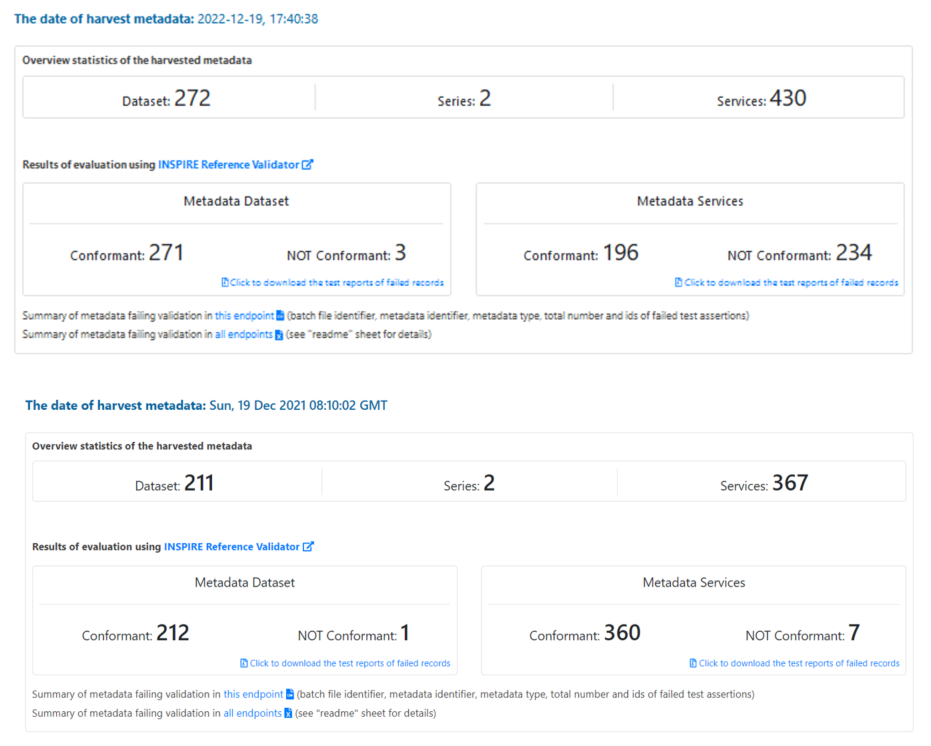 The date of harvest metadata: 2022-12-19, 17:40:38
Overview statistics of the harvested metadata
Dataset: 272 Series: 2 Services: 430
Results of evaluation using INSPIRE Reference Validator
Metadata Dataset Metadata Services
Conformant: 271 NOT Conformant: 3 Conformant: 196 NOT Conformant: 234
Click to download the test reports of failed records Click to download the test reports of failed records
Summary of metadata failing validation in this endpoint (batch file identifier, metadata identifier, metadata type, total number and ids of failed test assertions)
Summary of metadata failing validation in all endpoints (see "readme" sheet for details)
The date of harvest metadata: Sun, 19 Dec 2021 08:10:02 GMT
Overview statistics of the harvested metadata
Dataset: 211 Series: 2 Services: 367
Results of evaluation using INSPIRE Reference Validator
Metadata Dataset Metadata Services
Conformant: 212 NOT Conformant: 1 Conformant: 360 NOT Conformant: 7
Click to download the test reports of failed records Click to download the test reports of failed records
Summary of metadata failing validation in this endpoint (batch file identifier, metadata identifier, metadata type, total number and ids of failed test assertions)
Summary of metadata failing validation in all endpoints (see "readme" sheet for details)